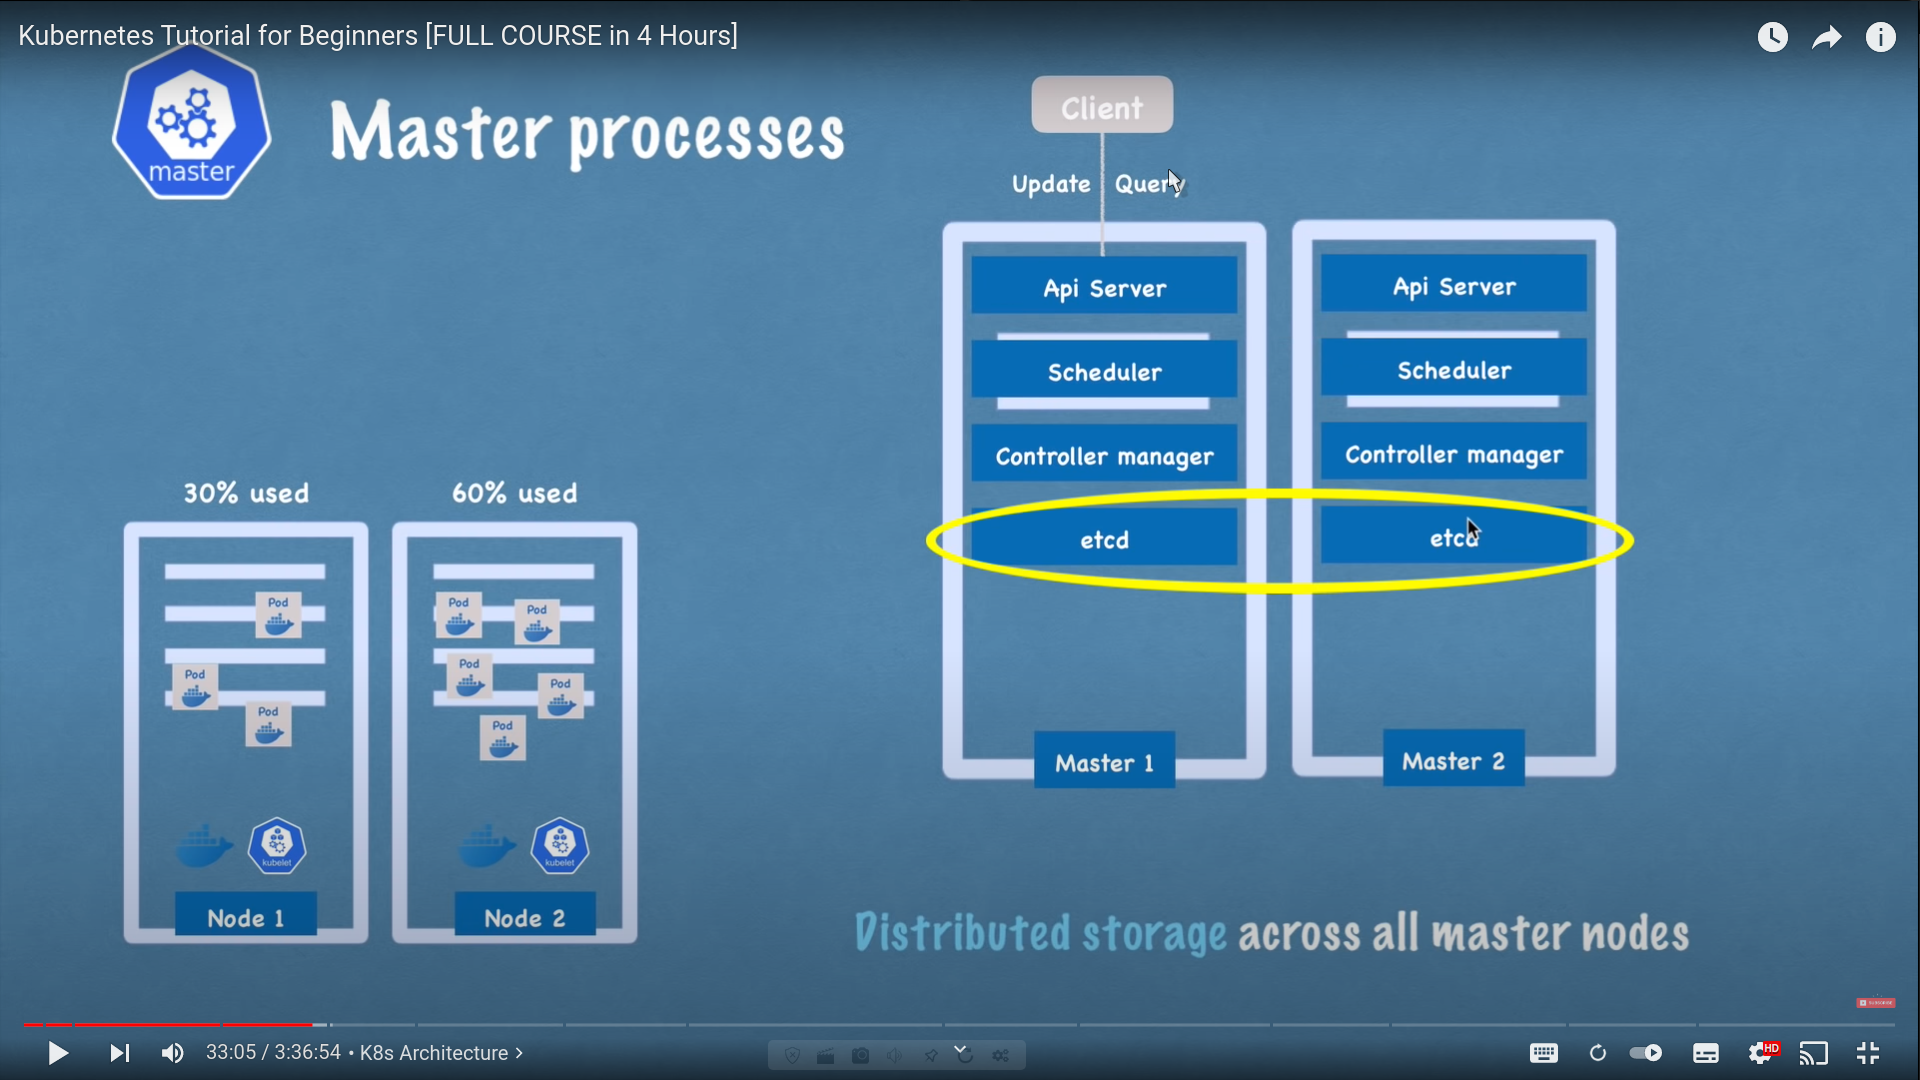 Kubernetes Tutorial for Beginners [FULL COURSE in 4 Hours]
master
Master processes
Client
Update Query
Api Server
Scheduler
Controller manager
etcd
Master 1
Api Server
Scheduler
Controller manager
etcd
Master 2
30% used
Pod
Pod
Pod
kubelet
Node 1
60% used
Pod
Pod
Pod
Pod
Pod
kubelet
Node 2
Distributed storage across all master nodes
SUBSCRIBE
33:05 / 3:36:54 • K8s Architecture >
HD